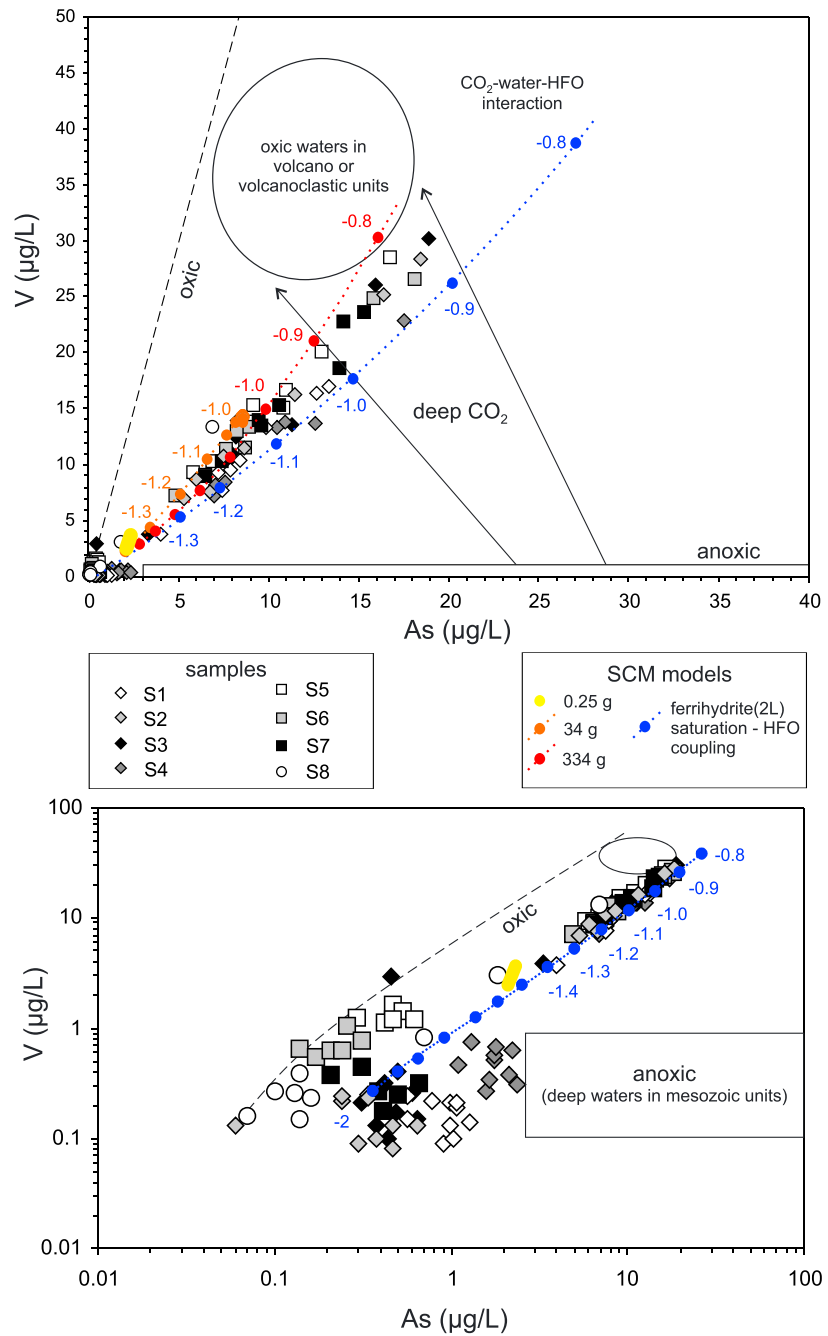 50
45
40
35
30
25
20
15
10
5
0
V (µg/L)
0
5
10
15
20
25
30
35
40
As (µg/L)
oxic
oxic waters in
volcano or
volcanoclastic units
CO2-water-HFO
interaction
-0.8
-0.8
-0.9
-0.9
-1.0
-1.0
-1.0
deep CO2
-1.1
-1.1
-1.2
-1.2
-1.3
-1.3
anoxic
samples
S1
S2
S3
S4
S5
S6
S7
S8
SCM models
0.25 g
34 g
334 g
ferrihydrite(2L)
saturation - HFO
coupling
100
10
1
0.1
0.01
V (µg/L)
0.01
0.1
1
10
100
As (µg/L)
oxic
-0.8
-0.9
-1.0
-1.1
-1.2
-1.3
-1.4
-2
anoxic
(deep waters in mesozoic units)